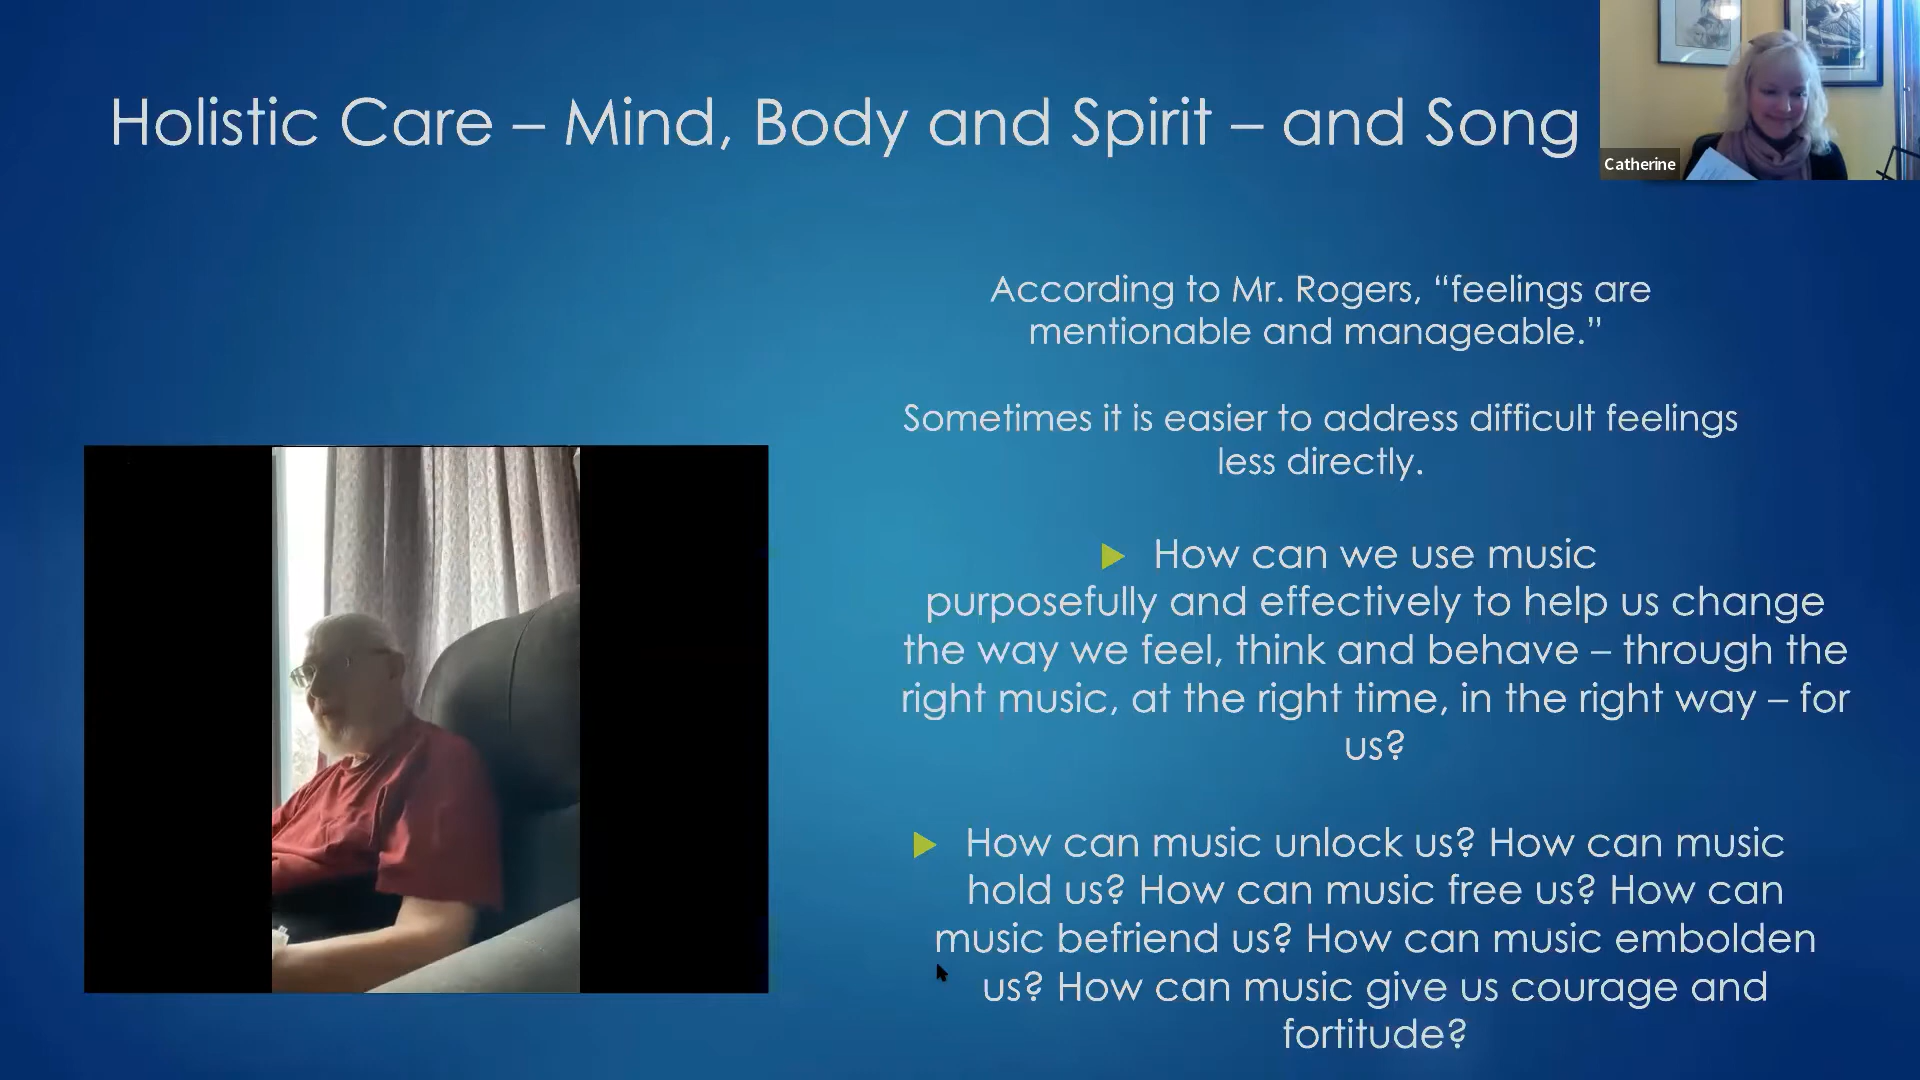 Holistic Care – Mind, Body and Spirit – and Song
Catherine
According to Mr. Rogers, “feelings are
mentionable and manageable.”
Sometimes it is easier to address difficult feelings
less directly.
How can we use music
purposefully and effectively to help us change
the way we feel, think and behave – through the
right music, at the right time, in the right way – for
us?
How can music unlock us? How can music
hold us? How can music free us? How can
music befriend us? How can music embolden
us? How can music give us courage and
fortitude?